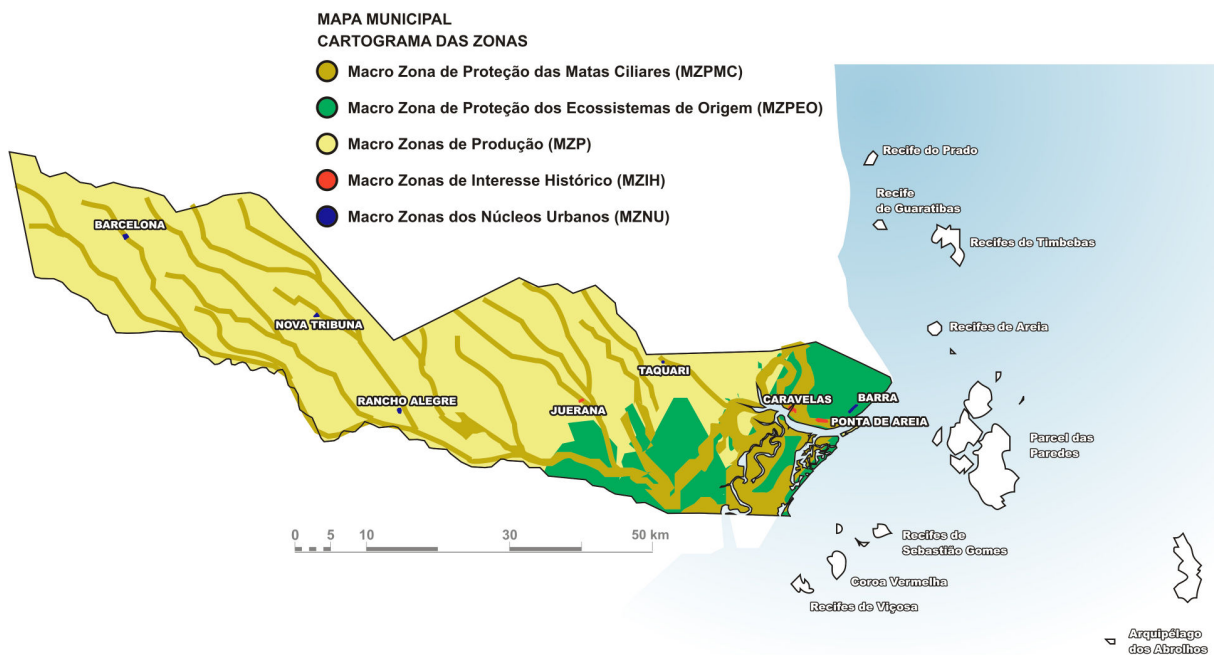 MAPA MUNICIPAL
CARTOGRAMA DAS ZONAS
Macro Zona de Proteção das Matas Ciliares (MZPMC)
Macro Zona de Proteção dos Ecossistemas de Origem (MZPEO)
Macro Zonas de Produção (MZP)
Macro Zonas de Interesse Histórico (MZIH)
Macro Zonas dos Núcleos Urbanos (MZNU)
Recife do Prado
Recife
de Guaratibas
Recifes de Timbebas
BARCELONA
NOVA TRIBUNA
Recifes de Areia
TAQUARI
RANCHO ALEGRE
JUERANA
CARAVELAS
BARRA
PONTA DE AREIA
Parcel das
Paredes
0 5 10 30 50 km
Recifes de
Sebastião Gomes
Coroa Vermelha
Recifes de Viçosa
Arquipélago
dos Abrolhos